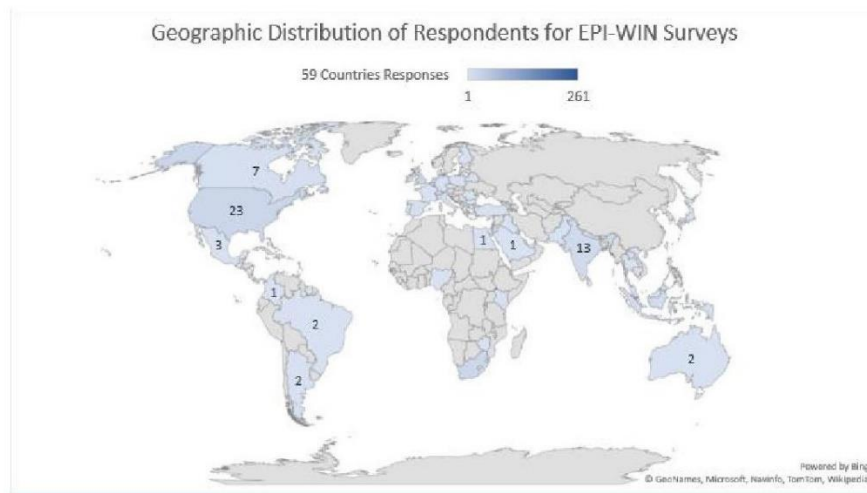 Geographic Distribution of Respondents for EPI-WIN Surveys
59 Countries Responses
1 261
7
23
3
1 1 13
1
2
2 2
Powered by Bing
© GeoNames, Microsoft, Navinfo, TomTom, Wikipedia